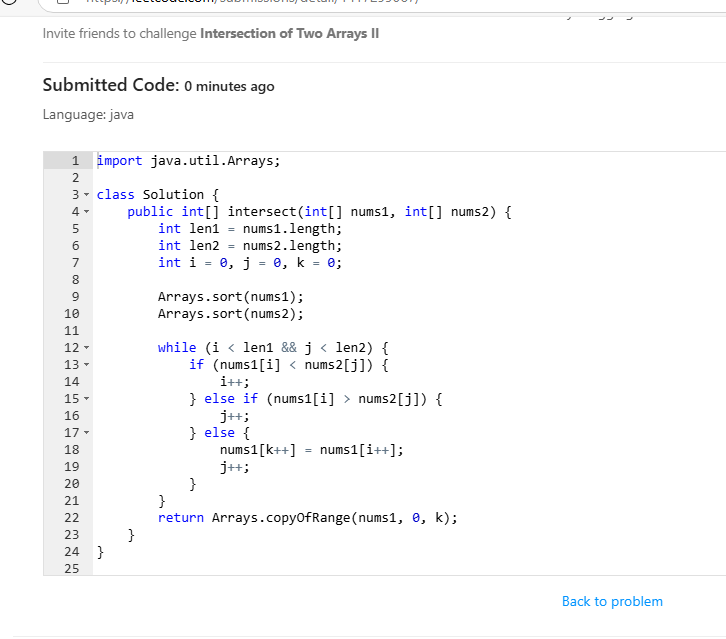 Invite friends to challenge Intersection of Two Arrays II
Submitted Code: 0 minutes ago
Language: java
1 import java.util.Arrays;
2
3 class Solution {
4     public int[] intersect(int[] nums1, int[] nums2) {
5         int len1 = nums1.length;
6         int len2 = nums2.length;
7         int i = 0, j = 0, k = 0;
8
9         Arrays.sort(nums1);
10         Arrays.sort(nums2);
11
12         while (i < len1 && j < len2) {
13             if (nums1[i] < nums2[j]) {
14                 i++;
15             } else if (nums1[i] > nums2[j]) {
16                 j++;
17             } else {
18                 nums1[k++] = nums1[i++];
19                 j++;
20             }
21         }
22         return Arrays.copyOfRange(nums1, 0, k);
23     }
24 }
25
Back to problem